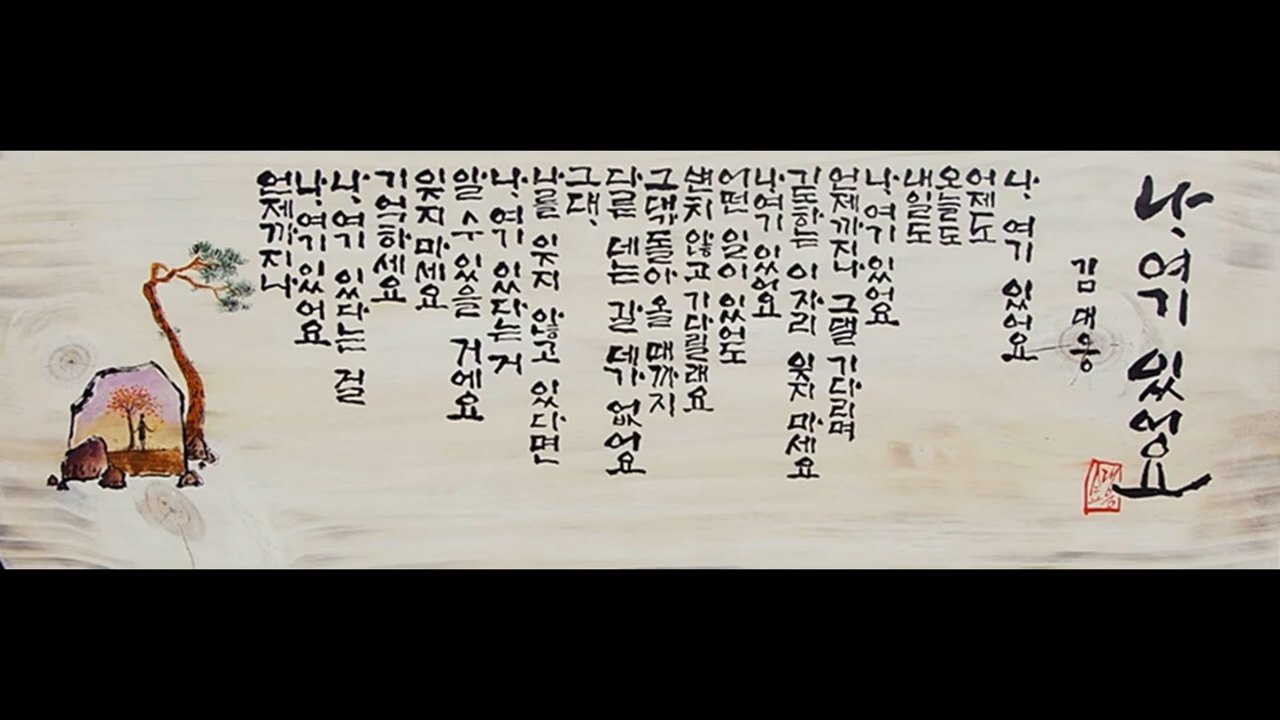 나, 여기 있어요
김대응
나, 여기 있어요
어제도
오늘도
내일도
나, 여기 있어요
언제까지나 그댈 기다리며
기도하는 이 자리 잊지 마세요
나, 여기 있어요
어떤 일이 있어도
변치 않고 기다릴래요
그대, 돌아 올 때까지
다른 데는 갈 데가 없어요
그대,
나를 잊지 않고 있다면
나, 여기 있다는 거
알 수 있을 거에요
잊지 마세요
기억하세요
나, 여기 있다는 걸
나, 여기 있어요
언제까지나